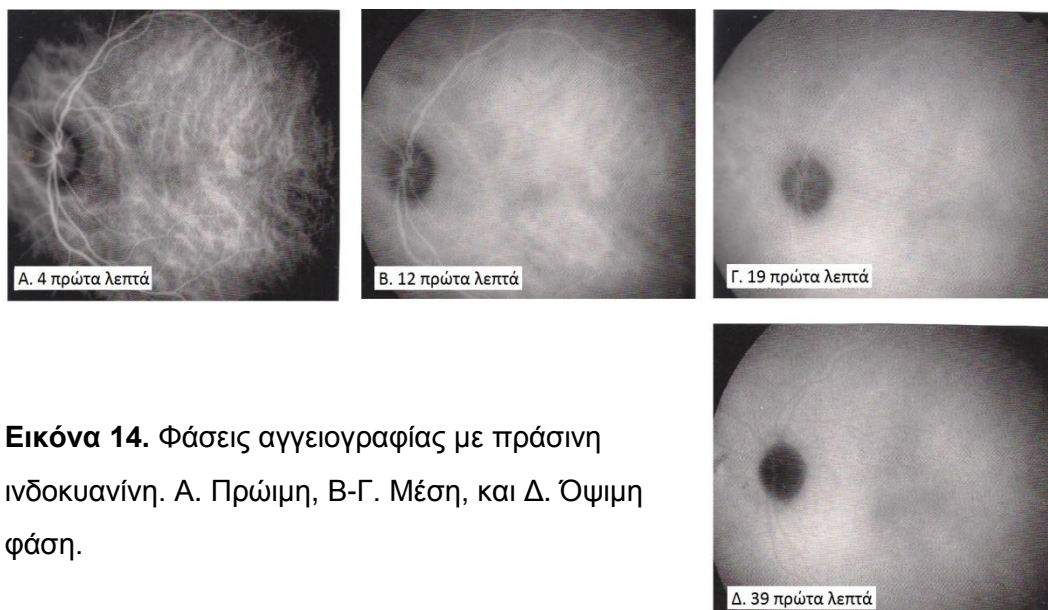 Α. 4 πρώτα λεπτά
Β. 12 πρώτα λεπτά
Γ. 19 πρώτα λεπτά
Εικόνα 14. Φάσεις αγγειογραφίας με πράσινη
ινδοκυανίνη. Α. Πρώιμη, Β-Γ. Μέση, και Δ. Όψιμη
φάση.
Δ. 39 πρώτα λεπτά